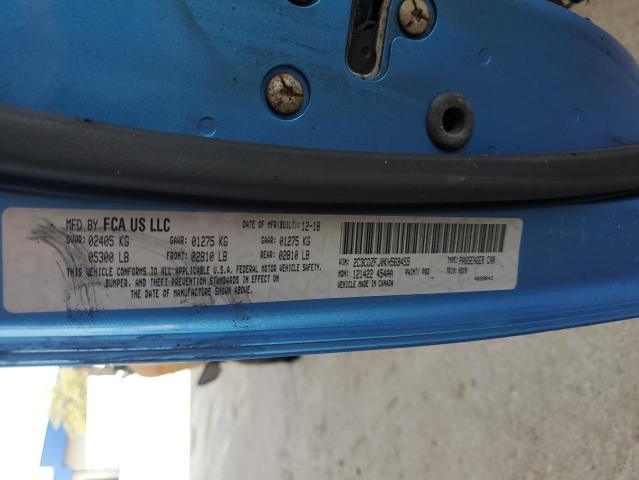 MFD BY FCA US LLC DATE OF MFR(BUILT): 12-18
GVWR: 02405 KG GAWR: 01275 KG GAWR: 01275 KG
05300 LB FRONT: 02810 LB REAR: 02810 LB
THIS VEHICLE CONFORMS TO ALL APPLICABLE U.S.A. FEDERAL MOTOR VEHICLE SAFETY,
BUMPER, AND THEFT PREVENTION STANDARDS IN EFFECT ON
THE DATE OF MANUFACTURE SHOWN ABOVE.
VIN: 2C3CDZFJ0KH569455 TYPE: PASSENGER CAR
MDH: 121422 454AA PAINT: TRIM:
VEHICLE MADE IN CANADA